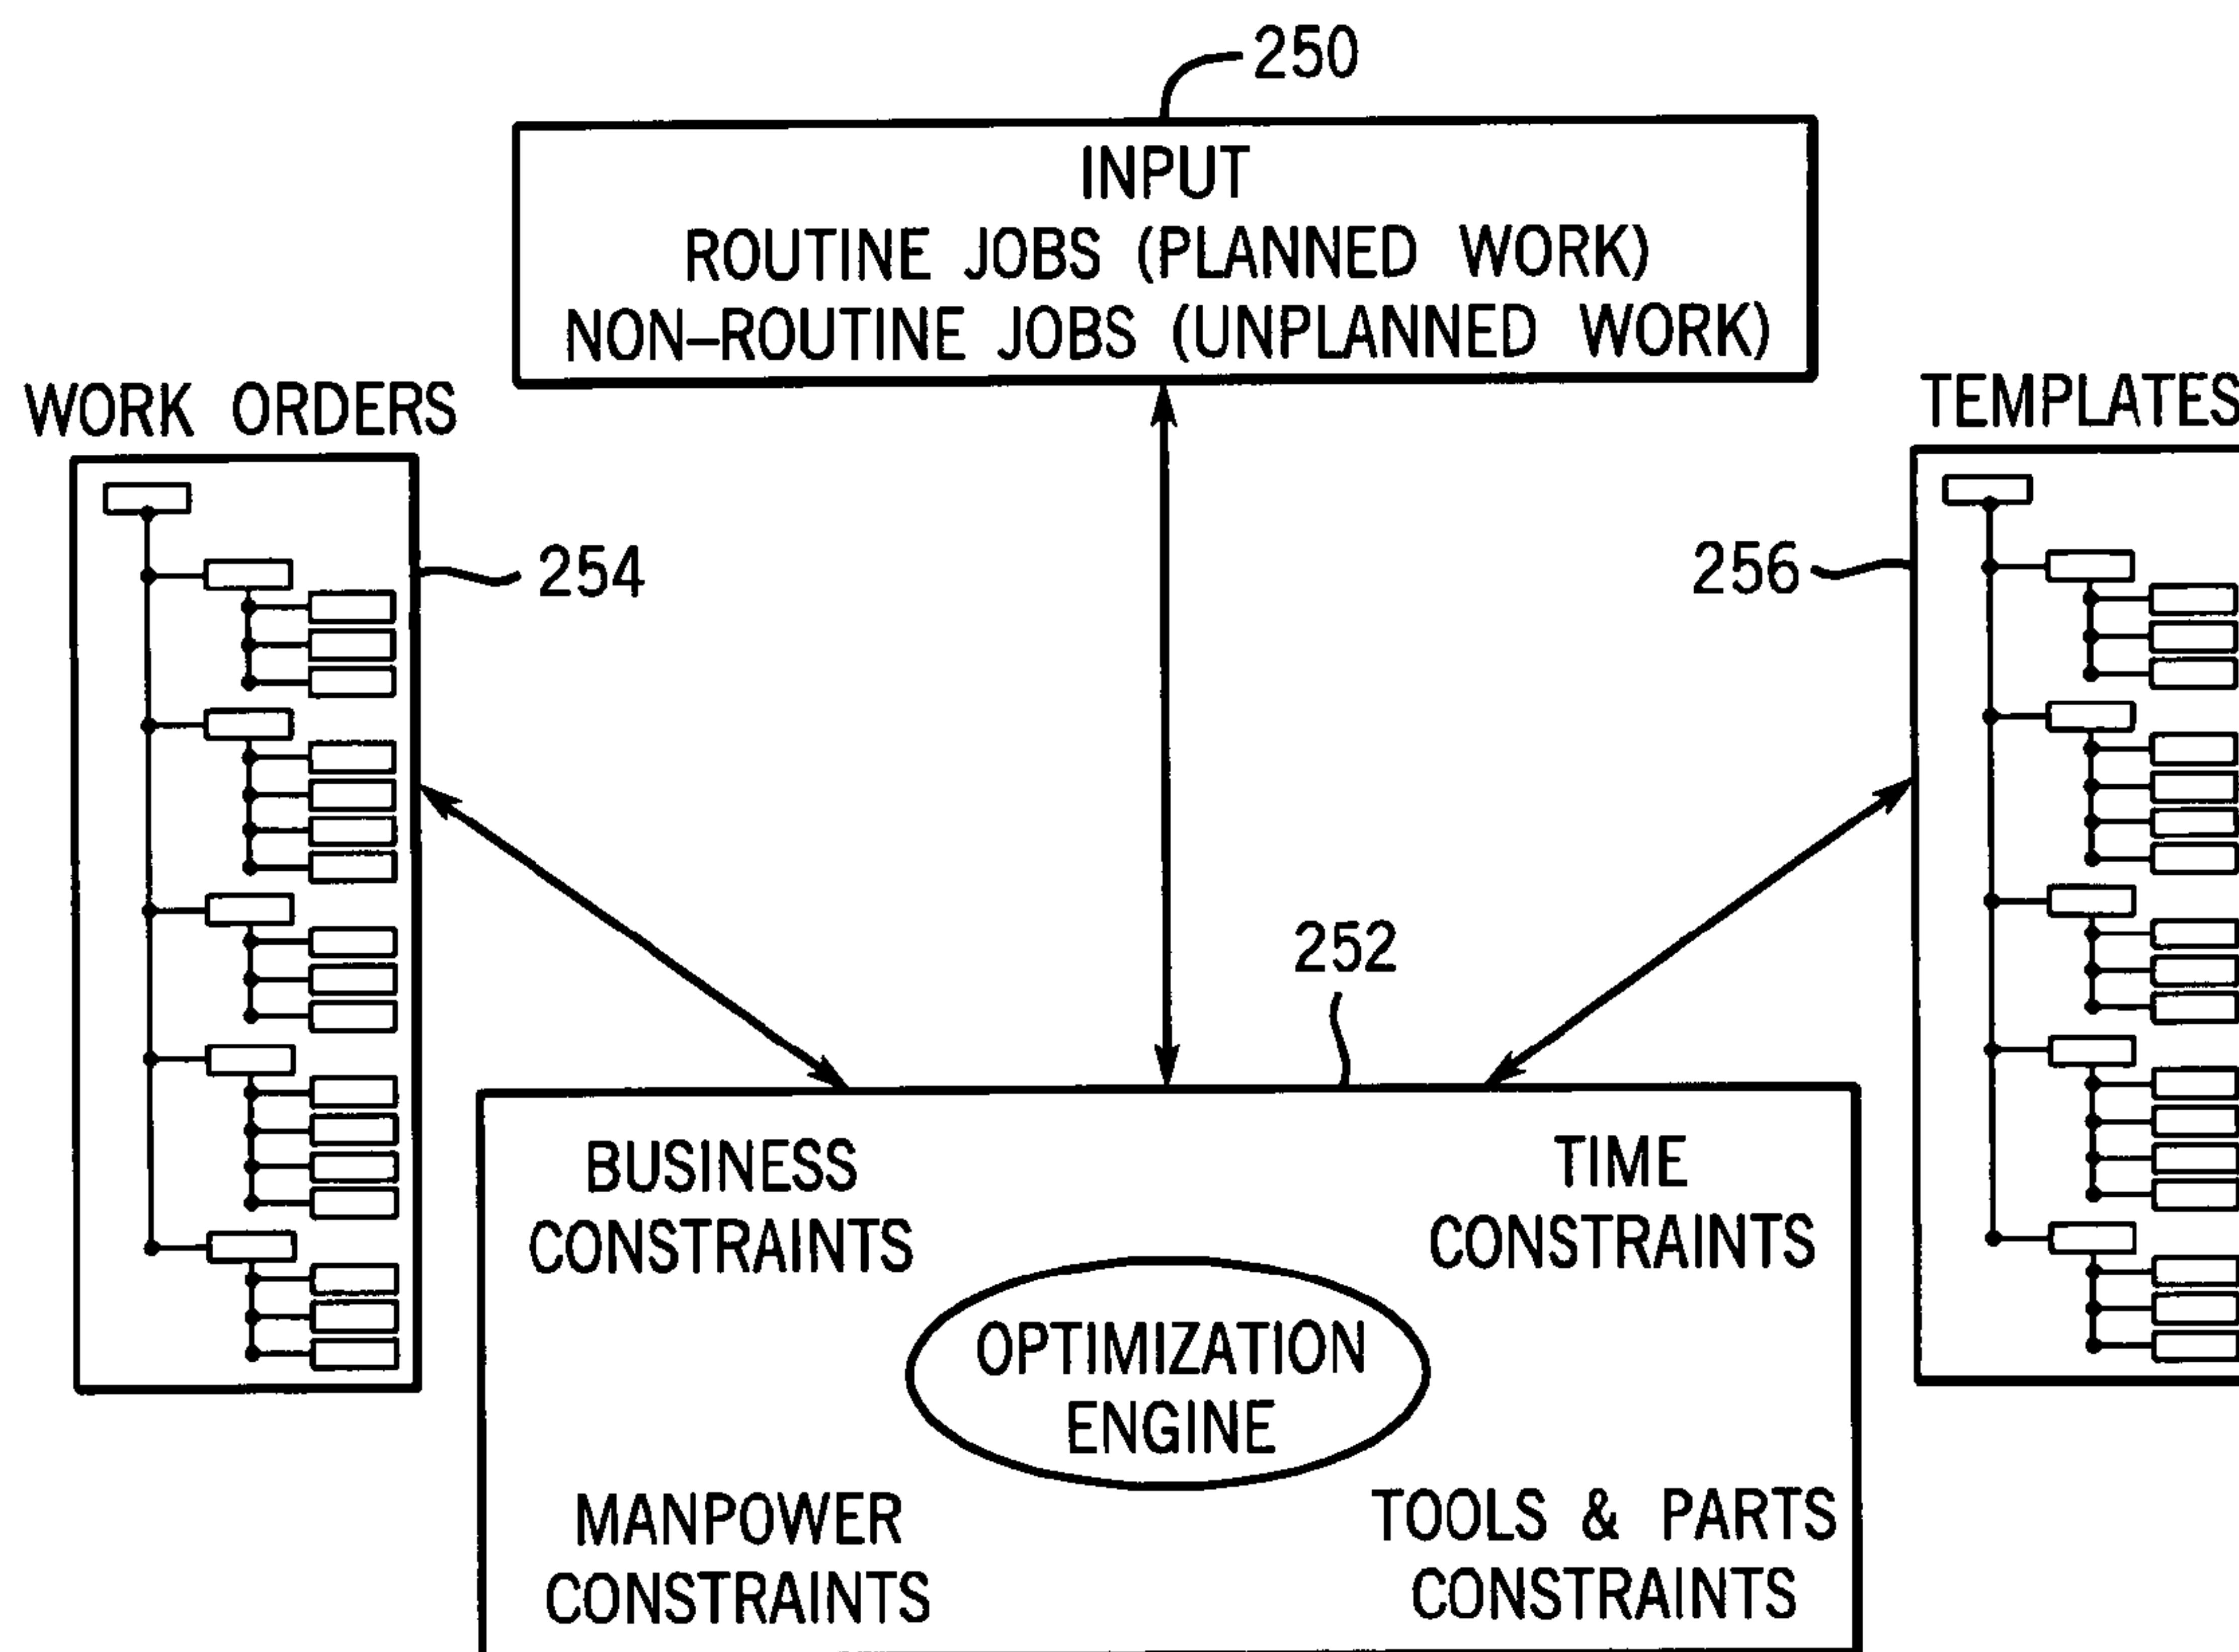 250
INPUT
ROUTINE JOBS (PLANNED WORK)
NON–ROUTINE JOBS (UNPLANNED WORK)
WORK ORDERS
TEMPLATES
254
256
252
BUSINESS
CONSTRAINTS
TIME
CONSTRAINTS
OPTIMIZATION
ENGINE
MANPOWER
CONSTRAINTS
TOOLS & PARTS
CONSTRAINTS